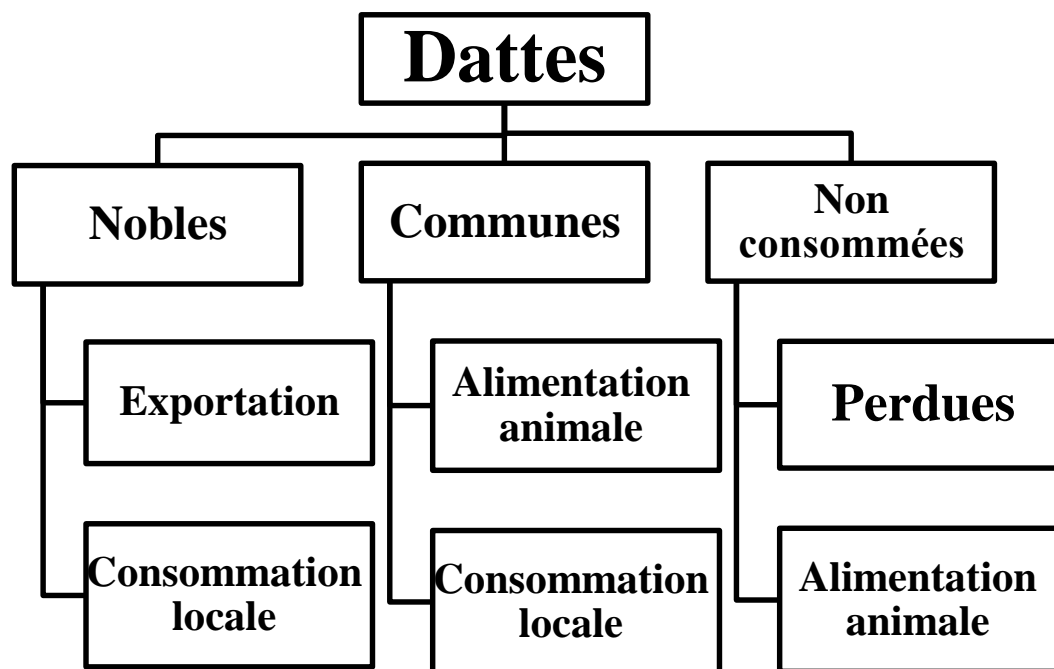 Dattes
Nobles
Communes
Non
consommées
Exportation
Alimentation
animale
Perdues
Consommation
locale
Consommation
locale
Alimentation
animale